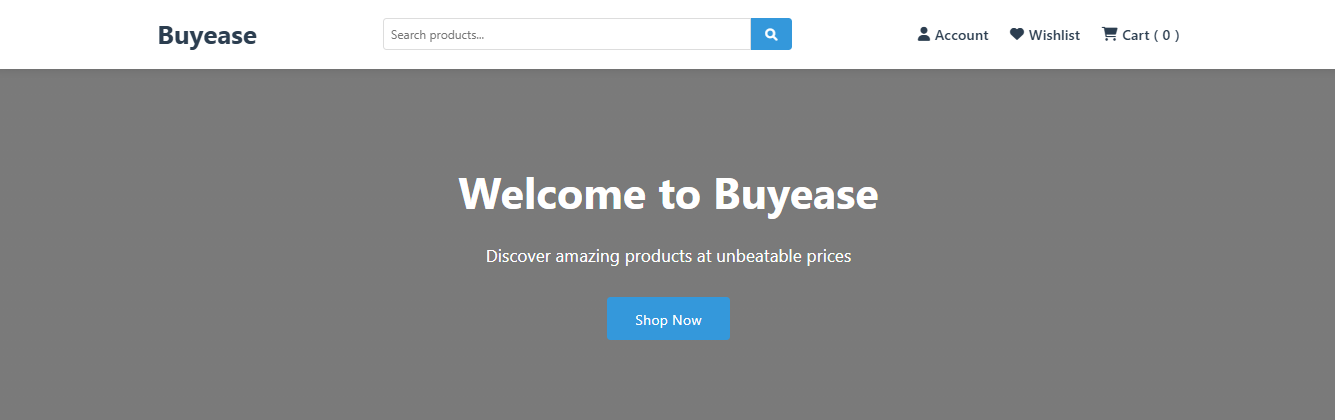 Buyease
Search products...
Account
Wishlist
Cart ( 0 )
Welcome to Buyease
Discover amazing products at unbeatable prices
Shop Now